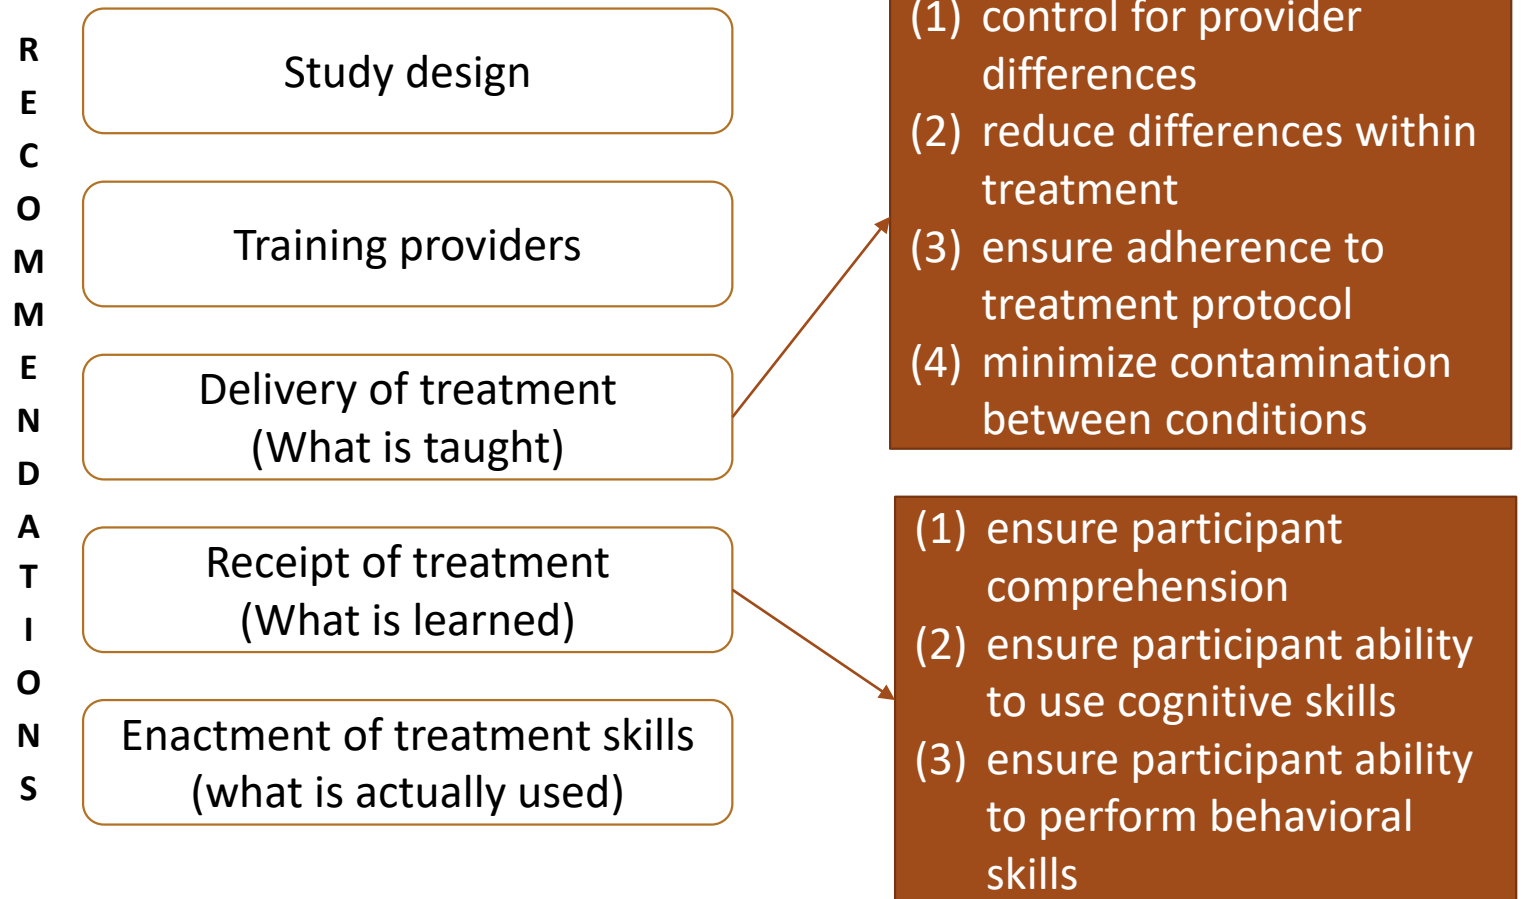 RECOMMENDATIONS
Study design
Training providers
Delivery of treatment
(What is taught)
Receipt of treatment
(What is learned)
Enactment of treatment skills
(what is actually used)
(1) control for provider
differences
(2) reduce differences within
treatment
(3) ensure adherence to
treatment protocol
(4) minimize contamination
between conditions
(1) ensure participant
comprehension
(2) ensure participant ability
to use cognitive skills
(3) ensure participant ability
to perform behavioral
skills